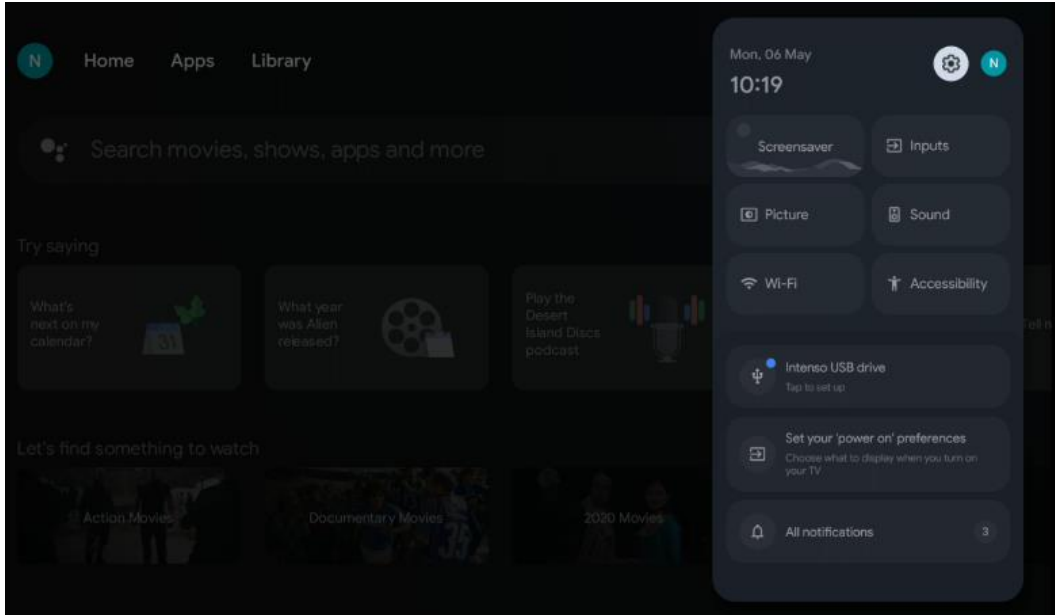 N
Home
Apps
Library
Search movies, shows, apps and more
Try saying
What's
next on my
calendar?
31
What year
was Alien
released?
Play the
Desert
Island Discs
podcast
Tell n
Let's find something to watch
Action Movies
Documentary Movies
35
2020 Movies
Mon, 06 May
10:19
N
Screensaver
Inputs
Picture
Sound
Wi-Fi
Accessibility
Intenso USB drive
Tap to set up
Set your 'power on' preferences
Choose what to display when you turn on
your TV
All notifications
3